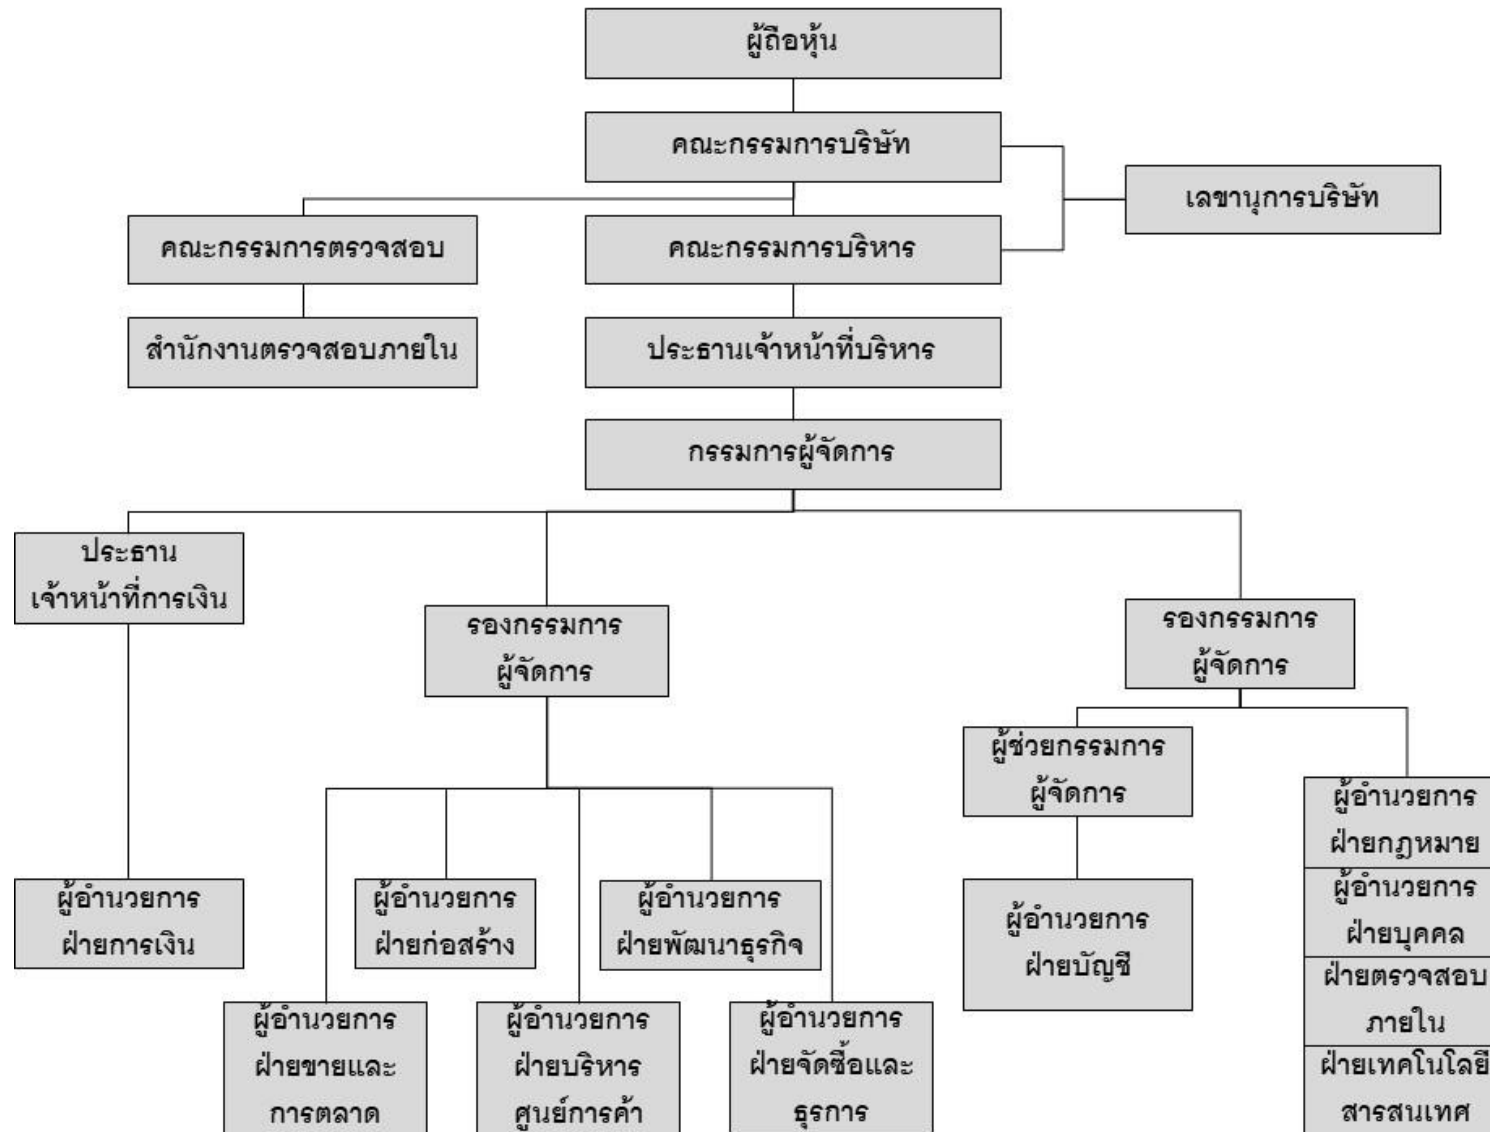 ผู้ถือหุ้น
คณะกรรมการบริษัท
เลขานุการบริษัท
คณะกรรมการตรวจสอบ
คณะกรรมการบริหาร
สำนักงานตรวจสอบภายใน
ประธานเจ้าหน้าที่บริหาร
กรรมการผู้จัดการ
ประธาน
เจ้าหน้าที่การเงิน
รองกรรมการ
ผู้จัดการ
รองกรรมการ
ผู้จัดการ
ผู้ช่วยกรรมการ
ผู้จัดการ
ผู้อำนวยการ
ฝ่ายการเงิน
ผู้อำนวยการ
ฝ่ายก่อสร้าง
ผู้อำนวยการ
ฝ่ายพัฒนาธุรกิจ
ผู้อำนวยการ
ฝ่ายขายและ
การตลาด
ผู้อำนวยการ
ฝ่ายบริหาร
ศูนย์การค้า
ผู้อำนวยการ
ฝ่ายจัดซื้อและ
ธุรการ
ผู้อำนวยการ
ฝ่ายบัญชี
ผู้อำนวยการ
ฝ่ายกฎหมาย
ผู้อำนวยการ
ฝ่ายบุคคล
ฝ่ายตรวจสอบ
ภายใน
ฝ่ายเทคโนโลยี
สารสนเทศ